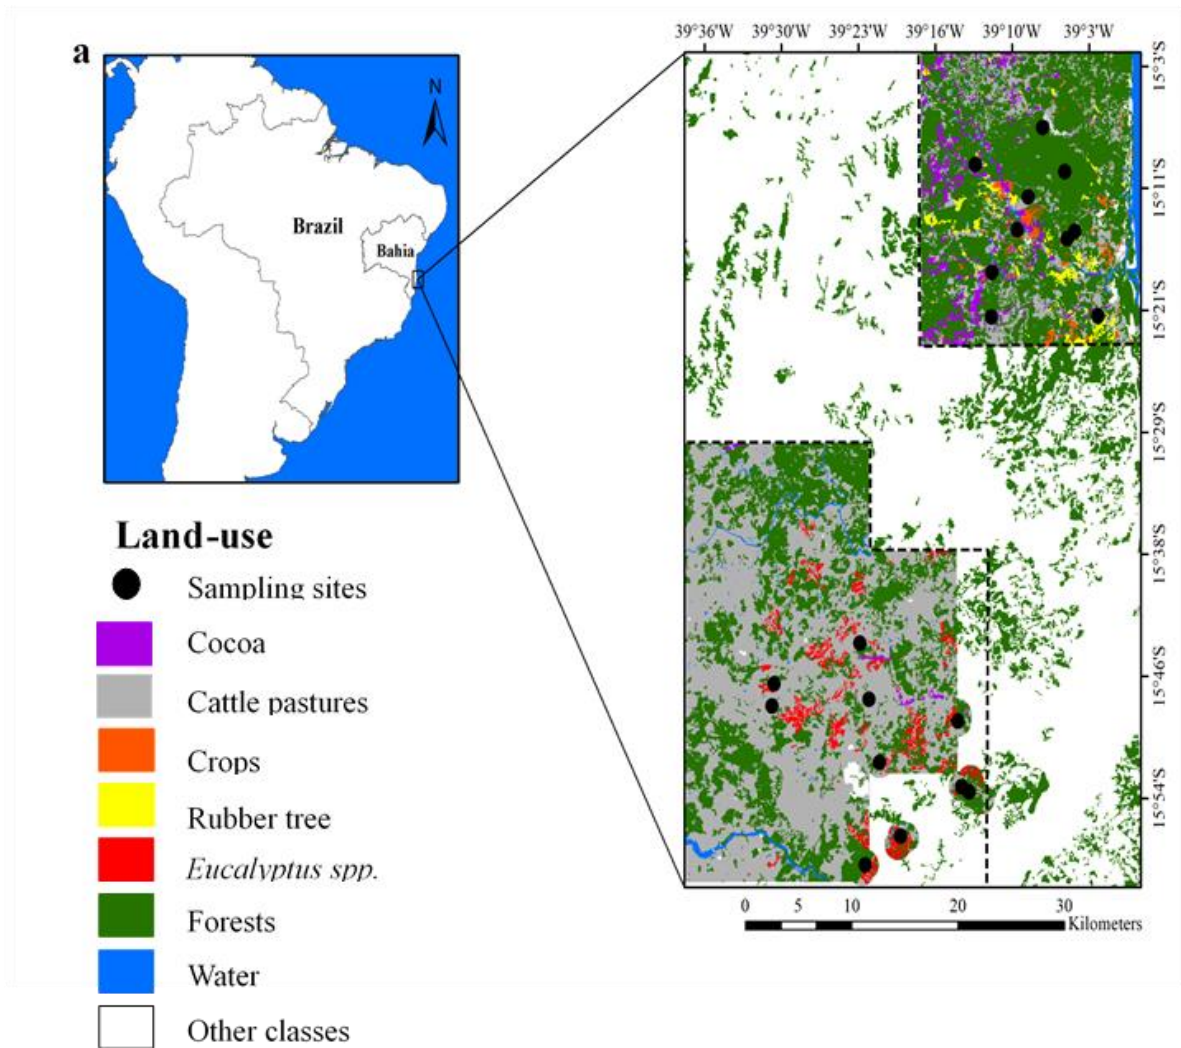 a
N
Brazil
Bahia
Land-use
Sampling sites
Cocoa
Cattle pastures
Crops
Rubber tree
Eucalyptus spp.
Forests
Water
Other classes
39°36'W 39°30'W 39°23'W 39°16'W 39°10'W 39°3'W
15°3'S
15°11'S
15°21'S
15°29'S
15°38'S
15°46'S
15°54'S
0 5 10 20 30
Kilometers